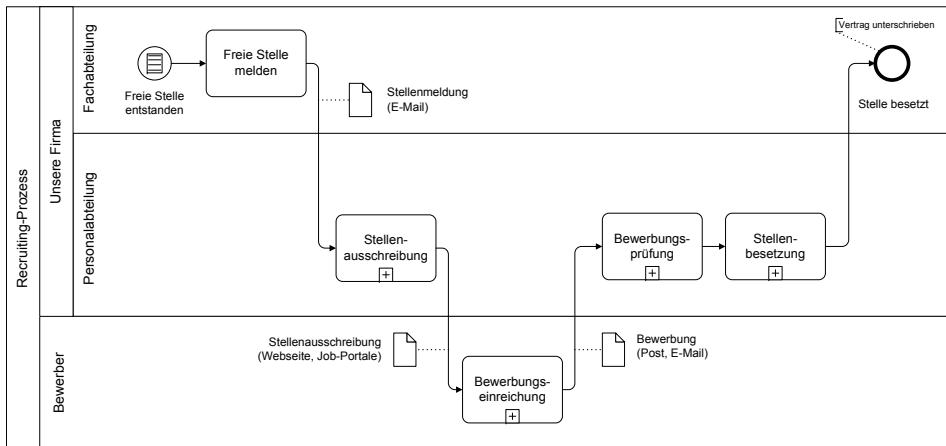 Recruiting-Prozess
Unsere Firma
Fachabteilung
Freie Stelle
entstanden
Freie Stelle
melden
Stellenmeldung
(E-Mail)
Vertrag unterschrieben
Stelle besetzt
Personalabteilung
Stellen-
ausschreibung
Bewerbungs-
prüfung
Stellen-
besetzung
Bewerber
Stellenausschreibung
(Webseite, Job-Portale)
Bewerbungs-
einreichung
Bewerbung
(Post, E-Mail)